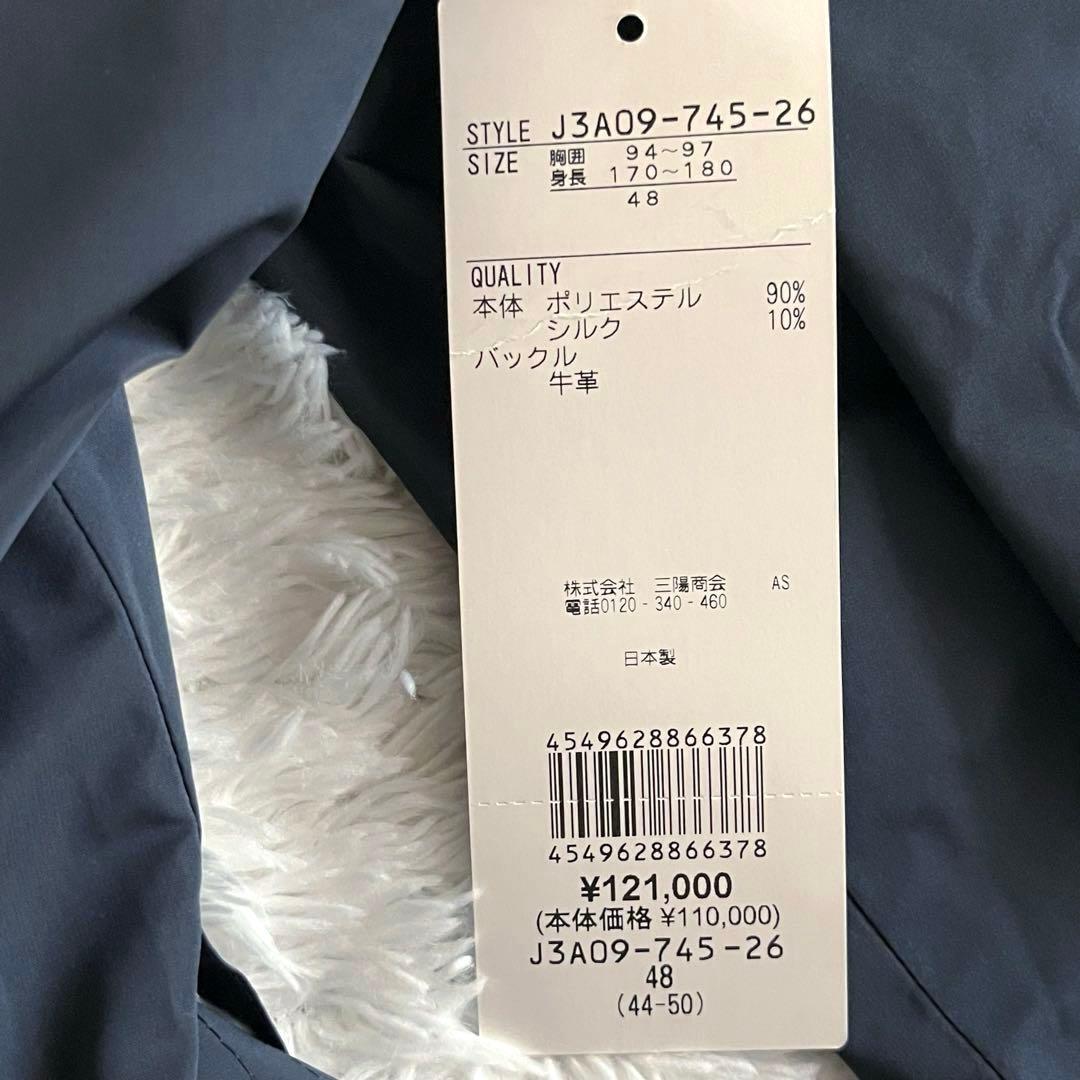 STYLE J3A09-745-26
SIZE 胸囲 94~97
身長 170~180
48
QUALITY
本体 ポリエステル 90%
シルク 10%
バックル
牛革
株式会社 三陽商会 AS
電話0120-340-460
日本製
4549628866378
4549628866378
¥121,000
(本体価格 ¥110,000)
J3A09-745-26
48
(44-50)